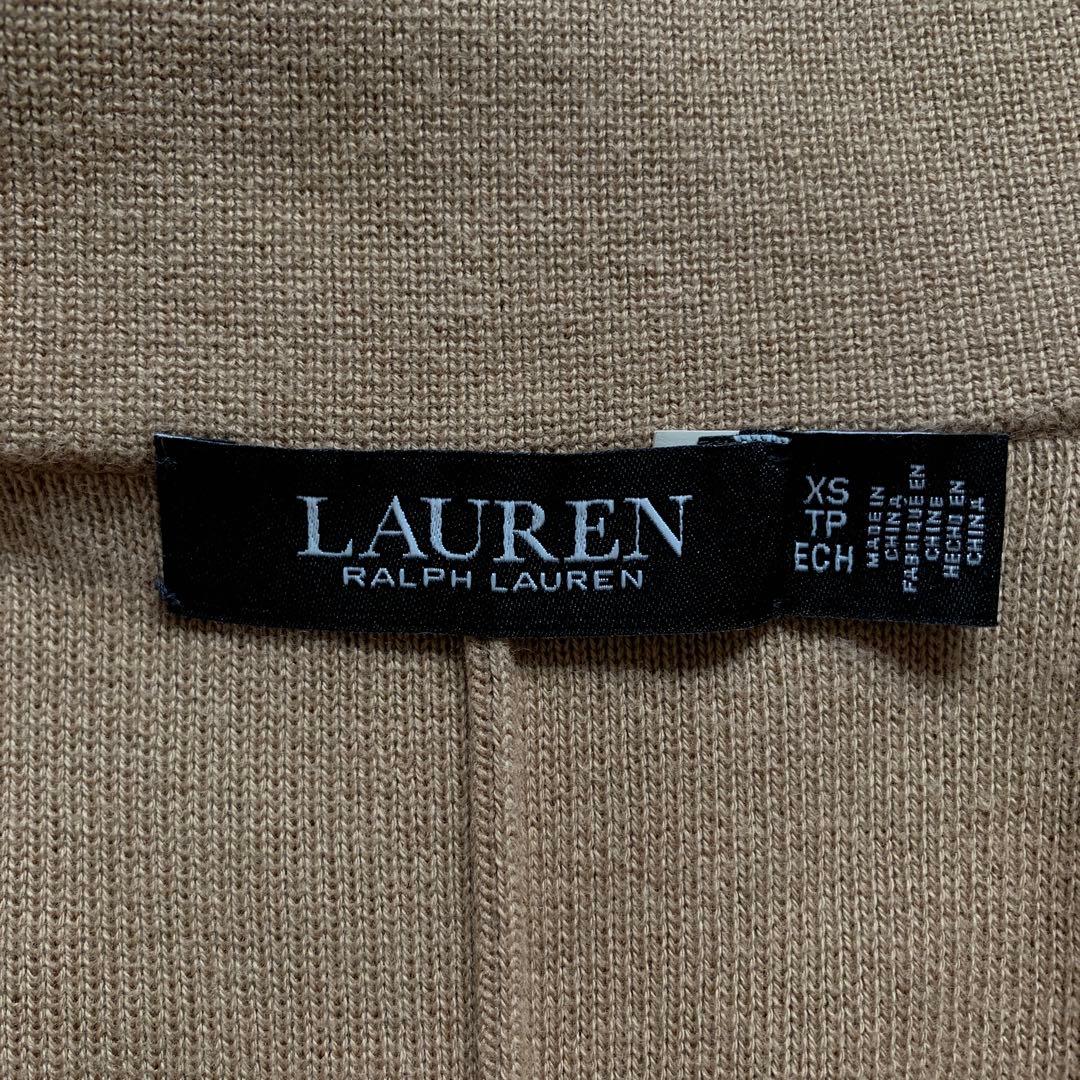 LAUREN
RALPH LAUREN
XS
TP
ECH
MADE IN
CHINA
FABRIQUE EN
CHINE
HECHO EN
CHINA